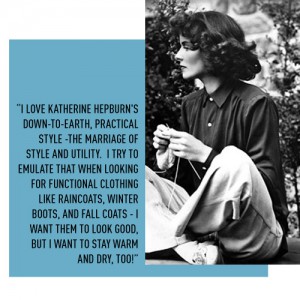 "I LOVE KATHERINE HEPBURN'S
DOWN-TO-EARTH, PRACTICAL
STYLE -THE MARRIAGE OF
STYLE AND UTILITY. I TRY TO
EMULATE THAT WHEN LOOKING
FOR FUNCTIONAL CLOTHING
LIKE RAINCOATS, WINTER
BOOTS, AND FALL COATS - I
WANT THEM TO LOOK GOOD,
BUT I WANT TO STAY WARM
AND DRY, TOO!"